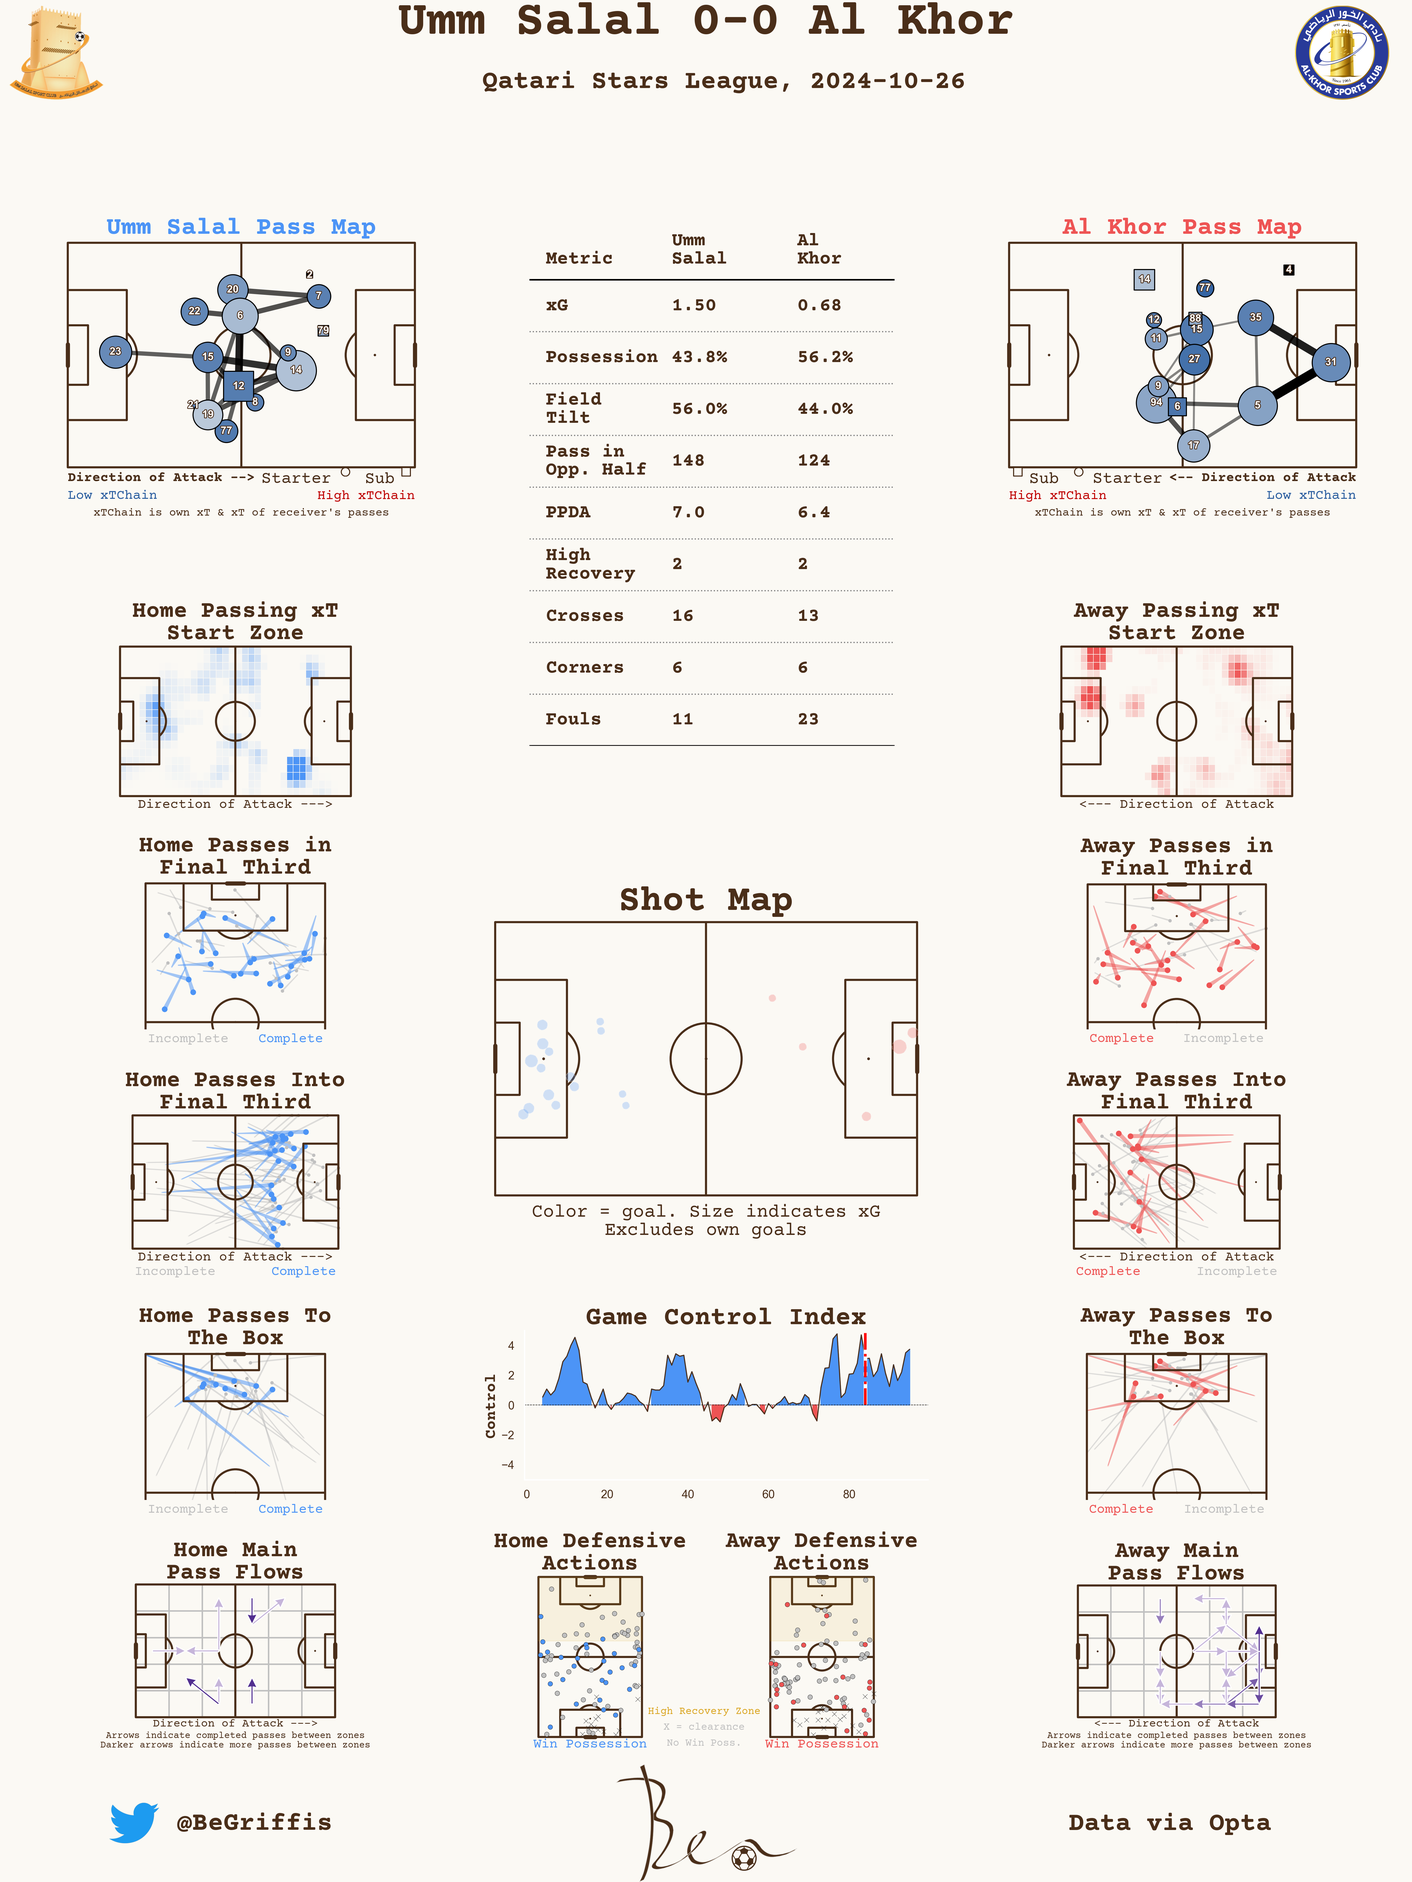 Umm Salal 0-0 Al Khor
Qatari Stars League, 2024-10-26
نادي الخور الرياضي
AL-KHOR SPORTS CLUB
Umm Salal Pass Map
2
20
7
6
22
79
23
15
9
14
12
8
21
19
77
Direction of Attack --> Starter Sub
Low xTChain High xTChain
xTChain is own xT & xT of receiver's passes
Metric Umm Salal Al Khor
xG 1.50 0.68
Possession 43.8% 56.2%
Field Tilt 56.0% 44.0%
Pass in Opp. Half 148 124
PPDA 7.0 6.4
High Recovery 2 2
Crosses 16 13
Corners 6 6
Fouls 11 23
Al Khor Pass Map
4
14
77
12
88
35
15
11
27
31
9
94
6
5
17
Sub Starter <-- Direction of Attack
High xTChain Low xTChain
xTChain is own xT & xT of receiver's passes
Home Passing xT
Start Zone
Direction of Attack --->
Away Passing xT
Start Zone
<--- Direction of Attack
Home Passes in
Final Third
Incomplete Complete
Away Passes in
Final Third
Complete Incomplete
Shot Map
Color = goal. Size indicates xG
Excludes own goals
Home Passes Into
Final Third
Direction of Attack --->
Incomplete Complete
Away Passes Into
Final Third
<--- Direction of Attack
Complete Incomplete
Home Passes To
The Box
Incomplete Complete
Game Control Index
Control
4
2
0
−2
−4
0 20 40 60 80
Away Passes To
The Box
Complete Incomplete
Home Main
Pass Flows
Direction of Attack --->
Arrows indicate completed passes between zones
Darker arrows indicate more passes between zones
Home Defensive
Actions
Win Possession
High Recovery Zone
X = clearance
No Win Poss.
Away Defensive
Actions
Win Possession
Away Main
Pass Flows
<--- Direction of Attack
Arrows indicate completed passes between zones
Darker arrows indicate more passes between zones
@BeGriffis
Ben
Data via Opta